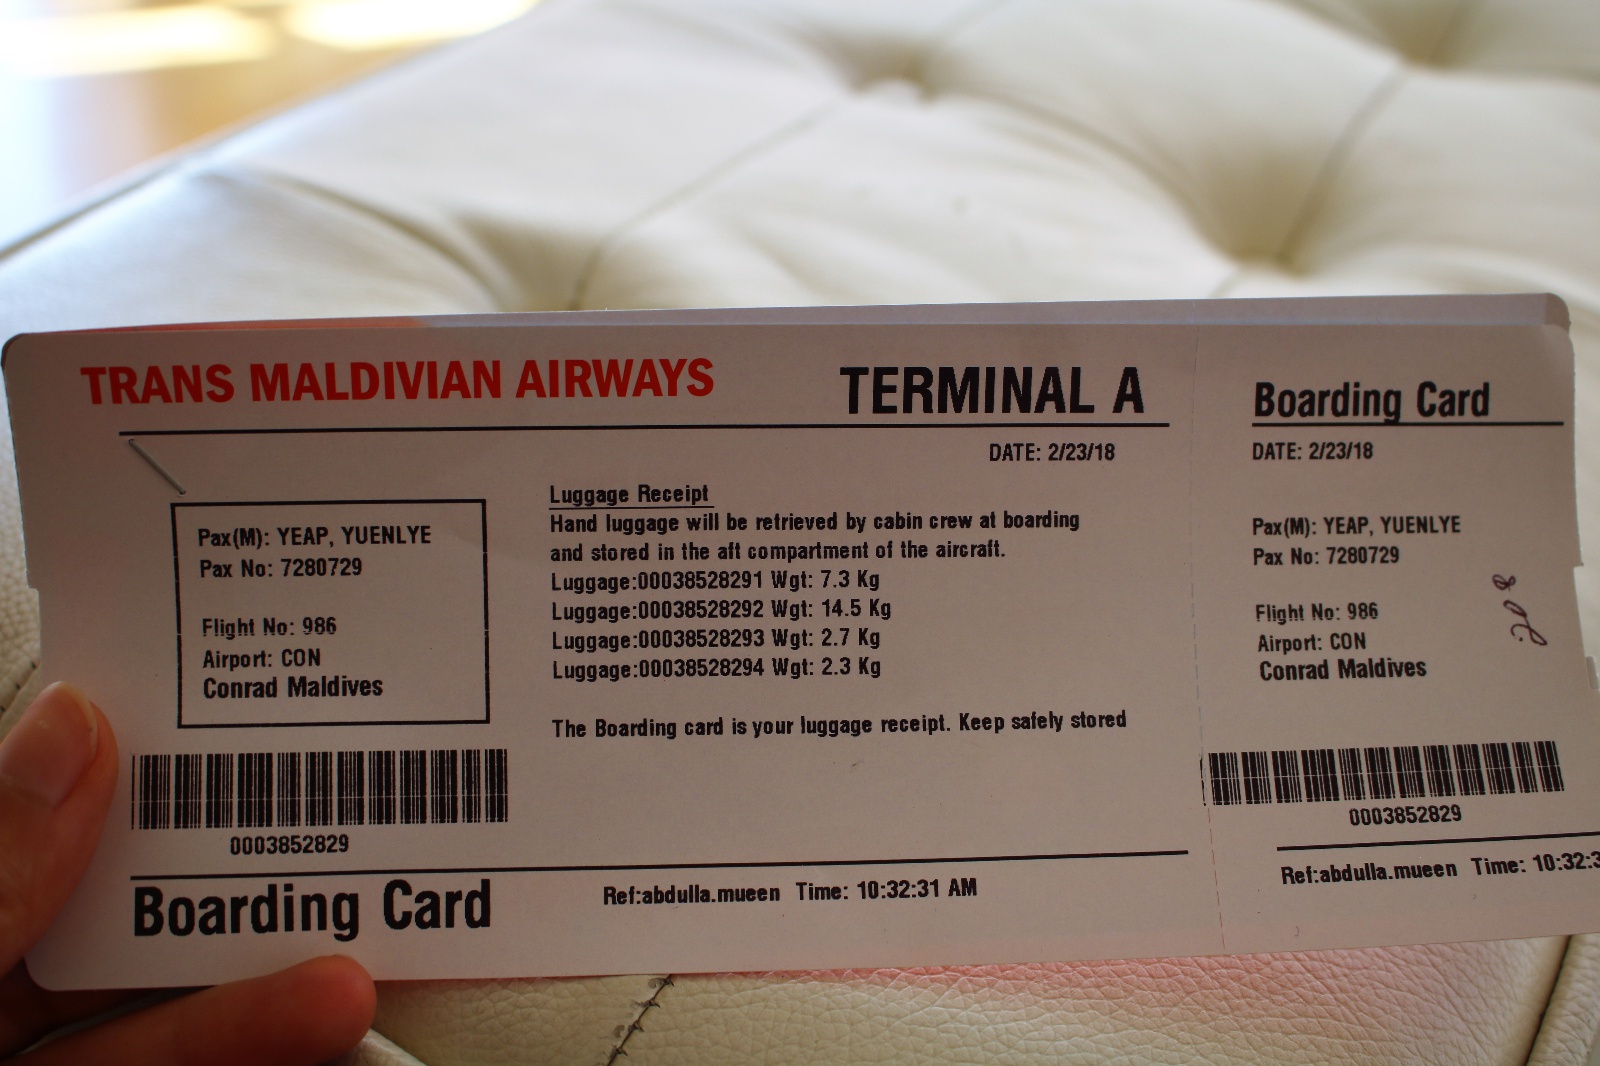 TRANS MALDIVIAN AIRWAYS
TERMINAL A
DATE: 2/23/18
Pax(M): YEAP, YUENLYE
Pax No: 7280729
Flight No: 986
Airport: CON
Conrad Maldives
0003852829
Luggage Receipt
Hand luggage will be retrieved by cabin crew at boarding
and stored in the aft compartment of the aircraft.
Luggage:00038528291 Wgt: 7.3 Kg
Luggage:00038528292 Wgt: 14.5 Kg
Luggage:00038528293 Wgt: 2.7 Kg
Luggage:00038528294 Wgt: 2.3 Kg
The Boarding card is your luggage receipt. Keep safely stored
Boarding Card
Ref:abdulla.mueen Time: 10:32:31 AM
Boarding Card
DATE: 2/23/18
Pax(M): YEAP, YUENLYE
Pax No: 7280729
Flight No: 986
Airport: CON
Conrad Maldives
0003852829
Ref:abdulla.mueen Time: 10:32:3